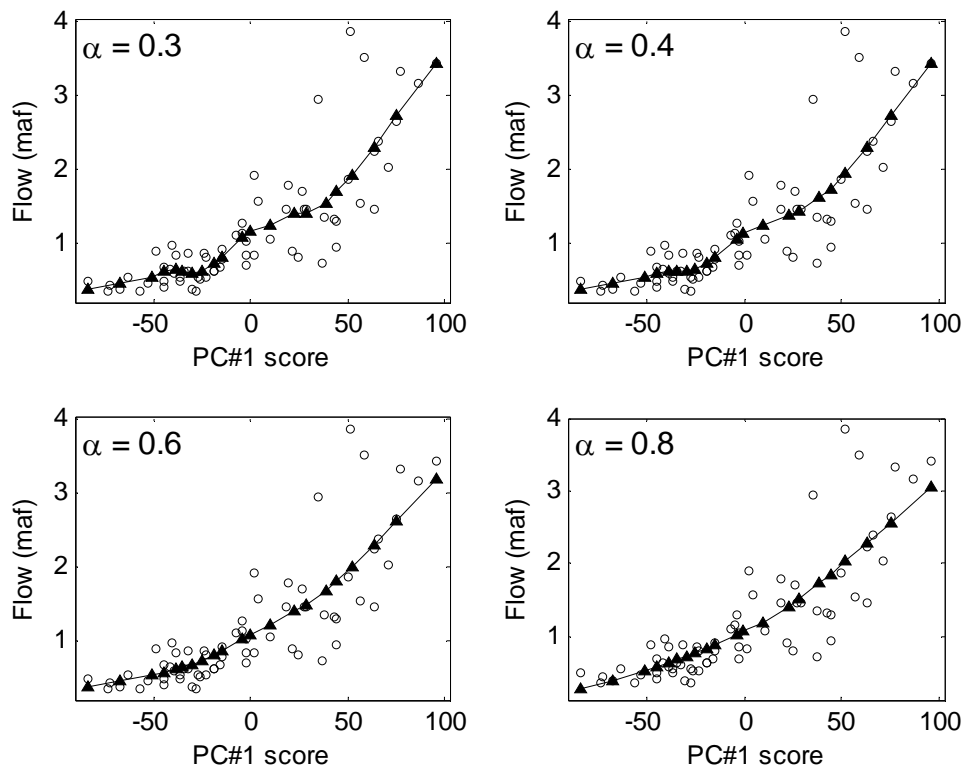 α = 0.3
Flow (maf)
4
3
2
1
-50 0 50 100
PC#1 score
α = 0.4
Flow (maf)
4
3
2
1
-50 0 50 100
PC#1 score
α = 0.6
Flow (maf)
4
3
2
1
-50 0 50 100
PC#1 score
α = 0.8
Flow (maf)
4
3
2
1
-50 0 50 100
PC#1 score